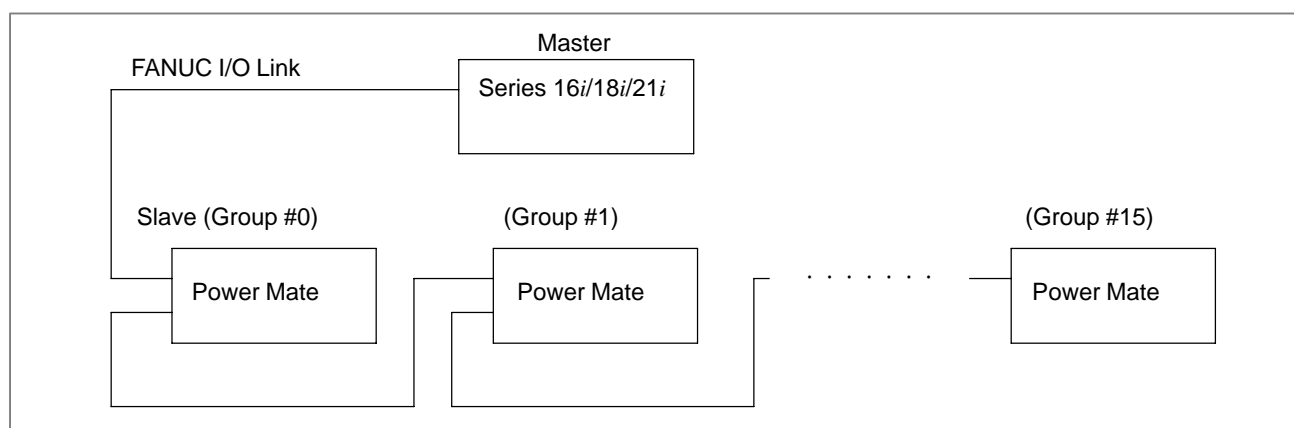 Master
FANUC I/O Link
Series 16i/18i/21i
Slave (Group #0)
(Group #1)
(Group #15)
Power Mate
Power Mate
. . . . . . .
Power Mate